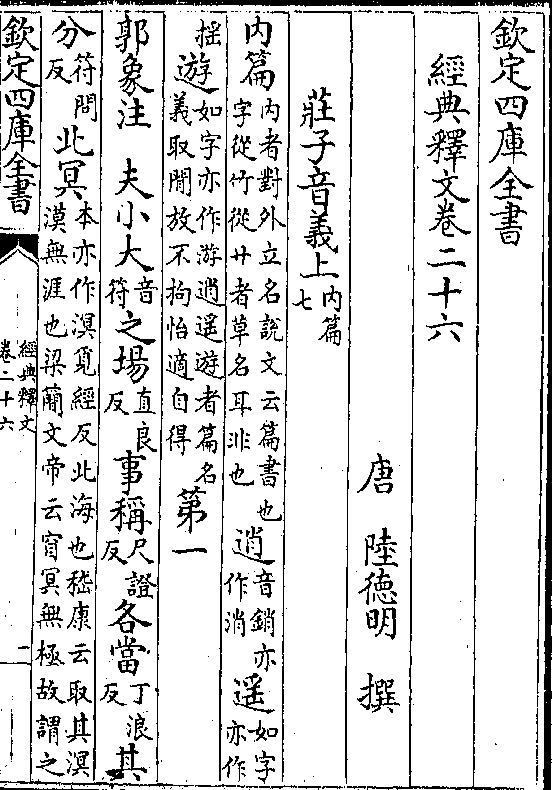 欽定四庫全書
經典釋文卷二十六
唐 陸德明 撰
莊子音義上內篇七
內篇內者對外立名說文云篇書也字從竹從艹者草名耳非也逍音銷亦作消遥如字亦作
揺遊如字亦作游逍遥遊者篇名義取閒放不拘怡適自得第一
郭象注 夫小大音符之場直良反事稱尺證反各當丁浪反其
分符問反北冥本亦作溟覓經反北海也嵇康云取其溟漠無涯也梁簡文帝云窅冥無極故謂之
欽定四庫全書
經典釋文
卷二十六
一